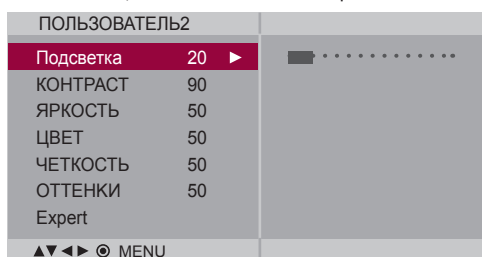 ПОЛЬЗОВАТЕЛЬ2
Подсветка 20 ►
КОНТРАСТ 90
ЯРКОСТЬ 50
ЦВЕТ 50
ЧЕТКОСТЬ 50
ОТТЕНКИ 50
Expert
▲▼◄► ◉ MENU